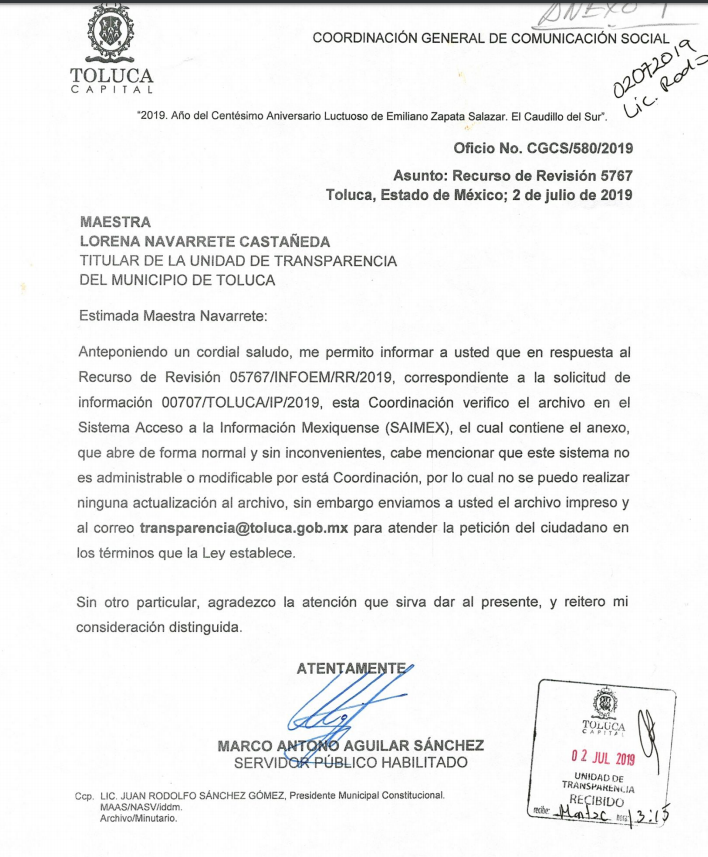 ANEXO 1
COORDINACIÓN GENERAL DE COMUNICACIÓN SOCIAL
TOLUCA
CAPITAL
02072019
Lic. Rodo
"2019. Año del Centésimo Aniversario Luctuoso de Emiliano Zapata Salazar. El Caudillo del Sur".
Oficio No. CGCS/580/2019
Asunto: Recurso de Revisión 5767
Toluca, Estado de México; 2 de julio de 2019
MAESTRA
LORENA NAVARRETE CASTAÑEDA
TITULAR DE LA UNIDAD DE TRANSPARENCIA
DEL MUNICIPIO DE TOLUCA
Estimada Maestra Navarrete:
Anteponiendo un cordial saludo, me permito informar a usted que en respuesta al
Recurso de Revisión 05767/INFOEM/RR/2019, correspondiente a la solicitud de
información 00707/TOLUCA/IP/2019, esta Coordinación verifico el archivo en el
Sistema Acceso a la Información Mexiquense (SAIMEX), el cual contiene el anexo,
que abre de forma normal y sin inconvenientes, cabe mencionar que este sistema no
es administrable o modificable por está Coordinación, por lo cual no se puedo realizar
ninguna actualización al archivo, sin embargo enviamos a usted el archivo impreso y
al correo transparencia@toluca.gob.mx para atender la petición del ciudadano en
los términos que la Ley establece.
Sin otro particular, agradezco la atención que sirva dar al presente, y reitero mi
consideración distinguida.
ATENTAMENTE
MARCO ANTONO AGUILAR SÁNCHEZ
SERVIDOR PÚBLICO HABILITADO
Ccp. LIC. JUAN RODOLFO SÁNCHEZ GÓMEZ, Presidente Municipal Constitucional.
MAAS/NASV/iddm.
Archivo/Minutario.
TOLUCA
CAPITAL
02 JUL 2019
UNIDAD DE
TRANSPARENCIA
RECIBIDO
recibe: 13:15